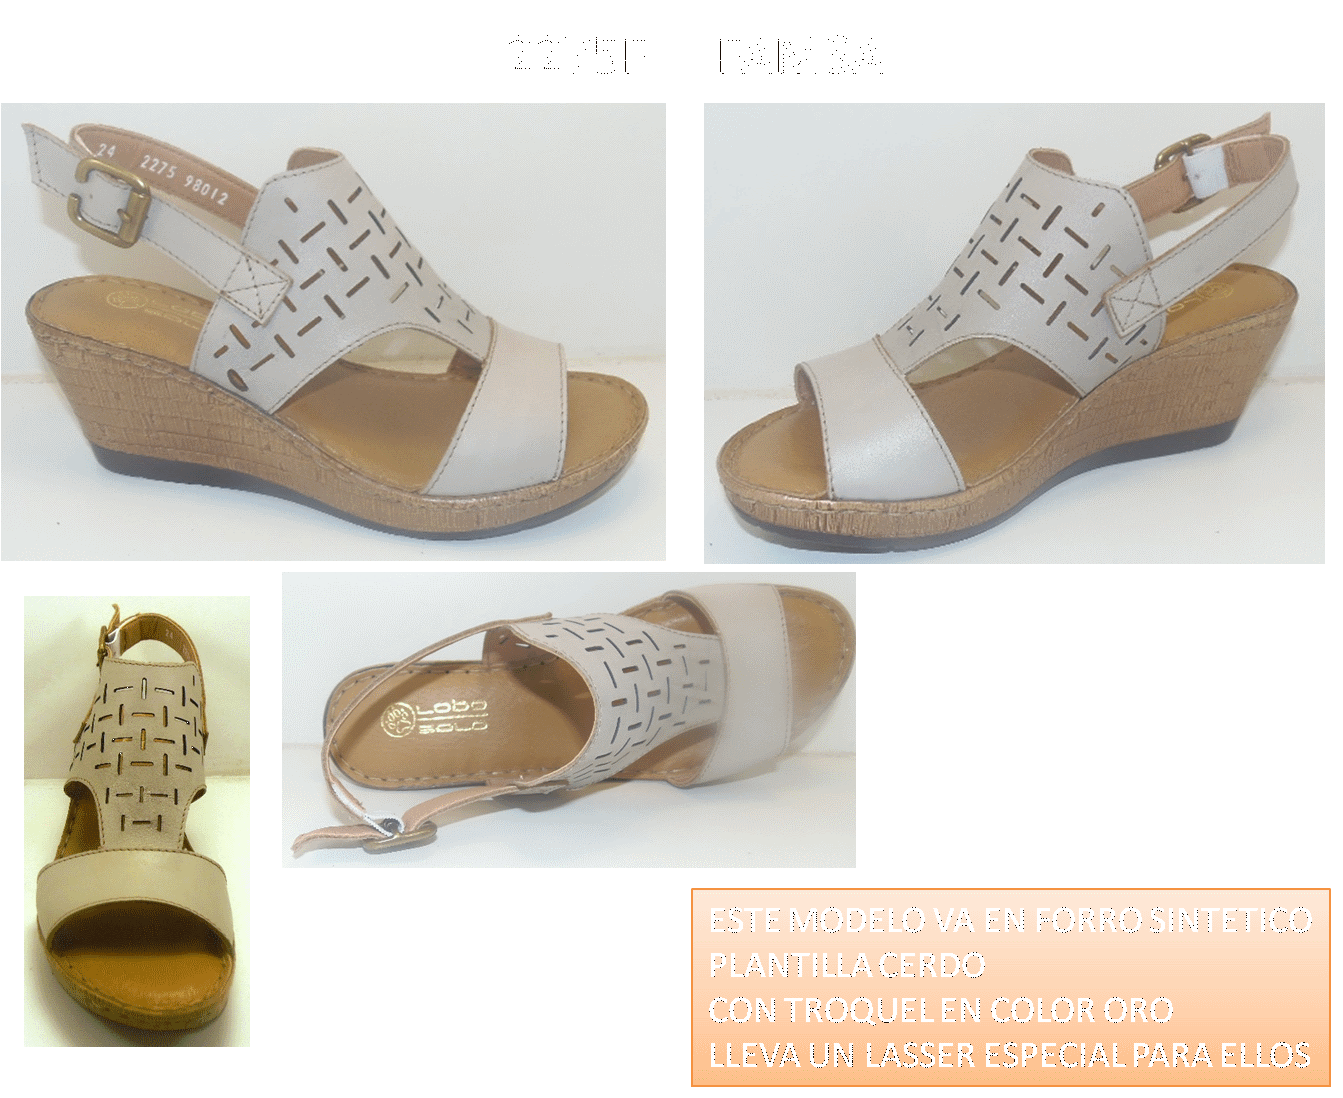 2275F FAMSA
24 2275 98012
LOBO
SOLO
ESTE MODELO VA EN FORRO SINTETICO
PLANTILLA CERDO
CON TROQUEL EN COLOR ORO
LLEVA UN LASSER ESPECIAL PARA ELLOS